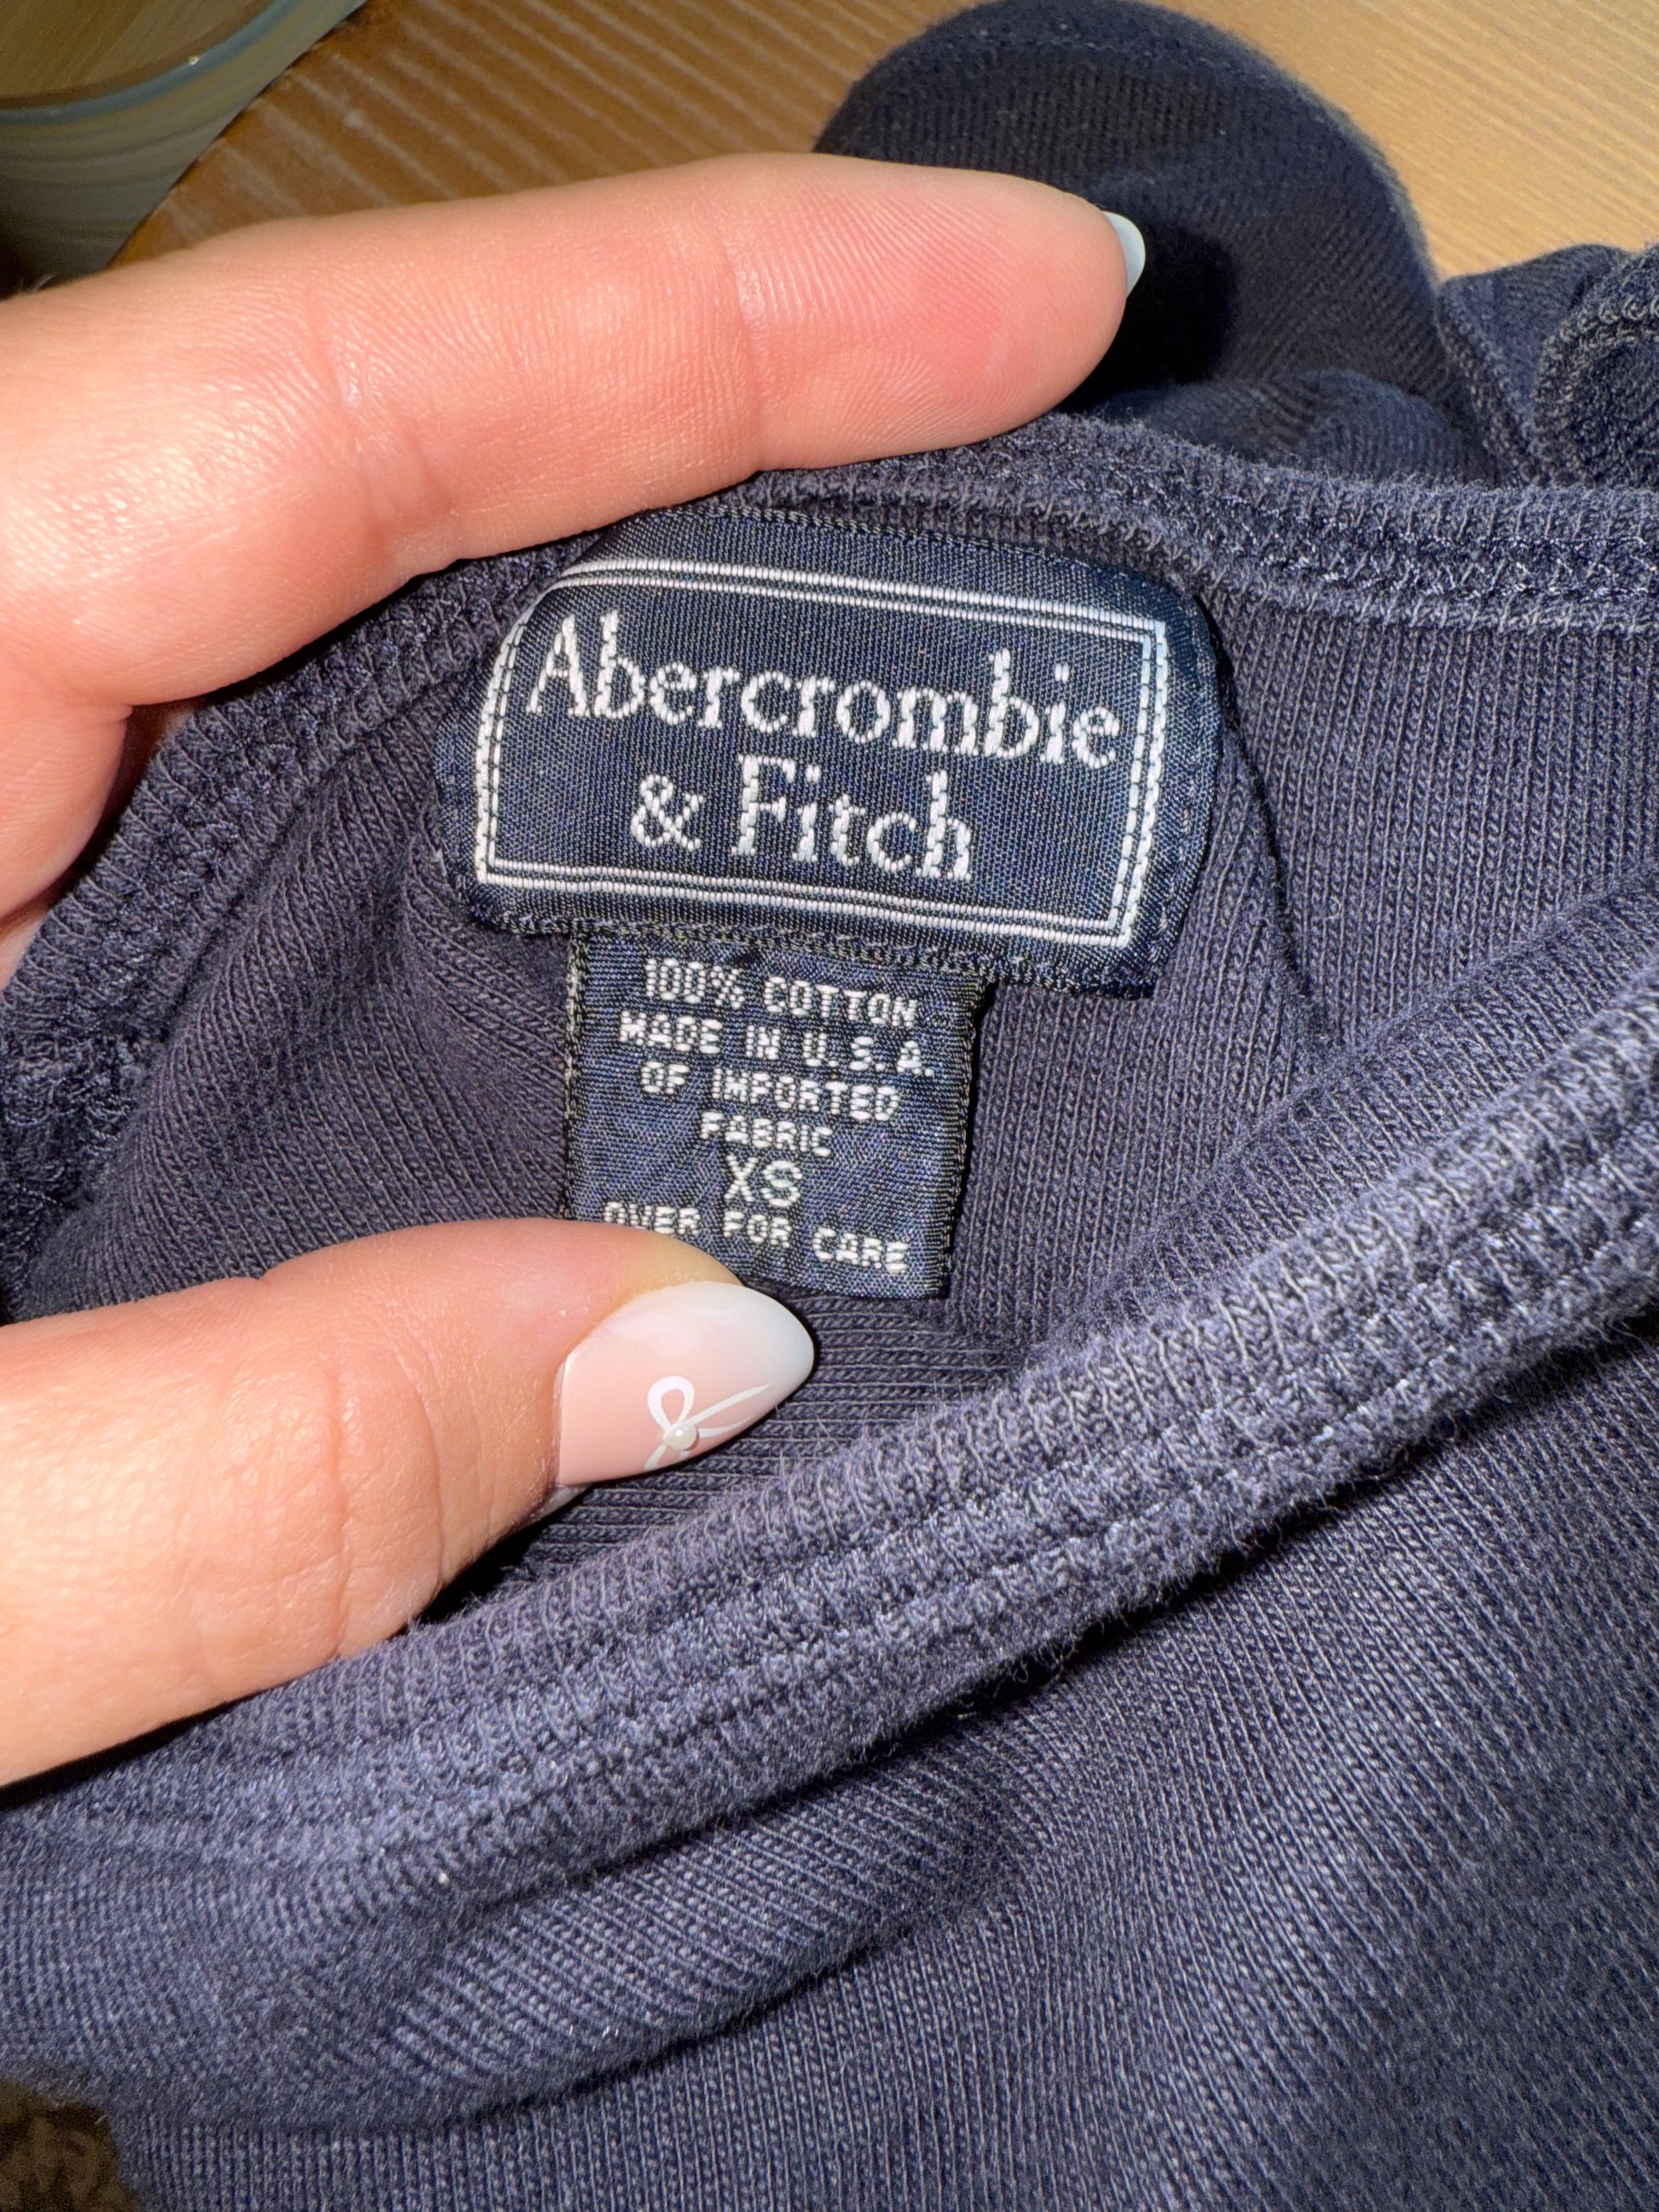 Abercrombie
& Fitch
100% COTTON
MADE IN U.S.A.
OF IMPORTED
FABRIC
XS
OVER FOR CARE